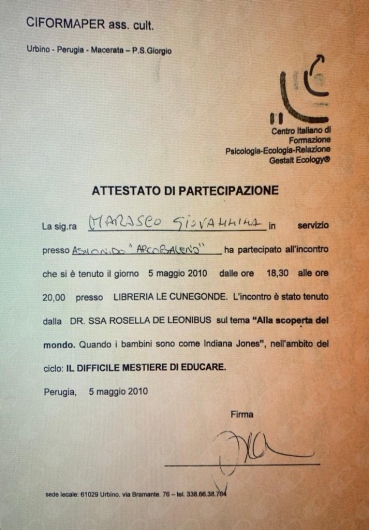 CIFORMAPER ass. cult.
Urbino - Perugia - Macerata – P.S.Giorgio
Centro Italiano di
Formazione
Psicologia-Ecologia-Relazione
Gestalt Ecology®
ATTESTATO DI PARTECIPAZIONE
La sig.ra MARASCO GIOVANNINA in servizio
presso ASILO NIDO "ARCOBALENO" ha partecipato all'incontro
che si è tenuto il giorno 5 maggio 2010 dalle ore 18,30 alle ore
20,00 presso LIBRERIA LE CUNEGONDE. L'incontro è stato tenuto
dalla DR. SSA ROSELLA DE LEONIBUS sul tema "Alla scoperta del
mondo. Quando i bambini sono come Indiana Jones", nell'ambito del
ciclo: IL DIFFICILE MESTIERE DI EDUCARE.
Perugia, 5 maggio 2010
Firma
sede legale: 61029 Urbino, via Bramante, 76 – tel. 338.66.38.704